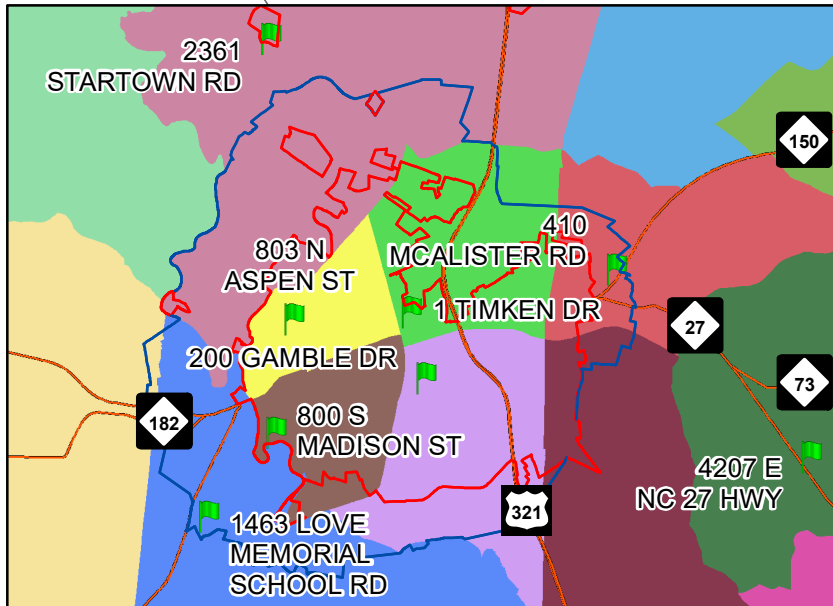 2361
STARTOWN RD
150
803 N
ASPEN ST
410
MCALISTER RD
1 TIMKEN DR
27
200 GAMBLE DR
73
182
800 S
MADISON ST
4207 E
NC 27 HWY
321
1463 LOVE
MEMORIAL
SCHOOL RD